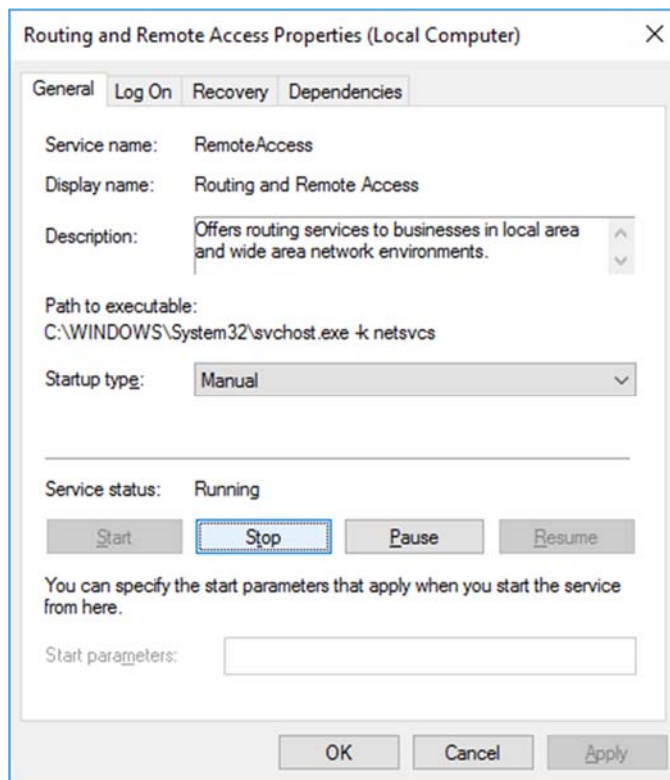 Routing and Remote Access Properties (Local Computer)
General Log On Recovery Dependencies
Service name: RemoteAccess
Display name: Routing and Remote Access
Description: Offers routing services to businesses in local area
and wide area network environments.
Path to executable:
C:\WINDOWS\System32\svchost.exe -k netsvcs
Startup type: Manual
Service status: Running
Start Stop Pause Resume
You can specify the start parameters that apply when you start the service
from here.
Start parameters:
OK Cancel Apply